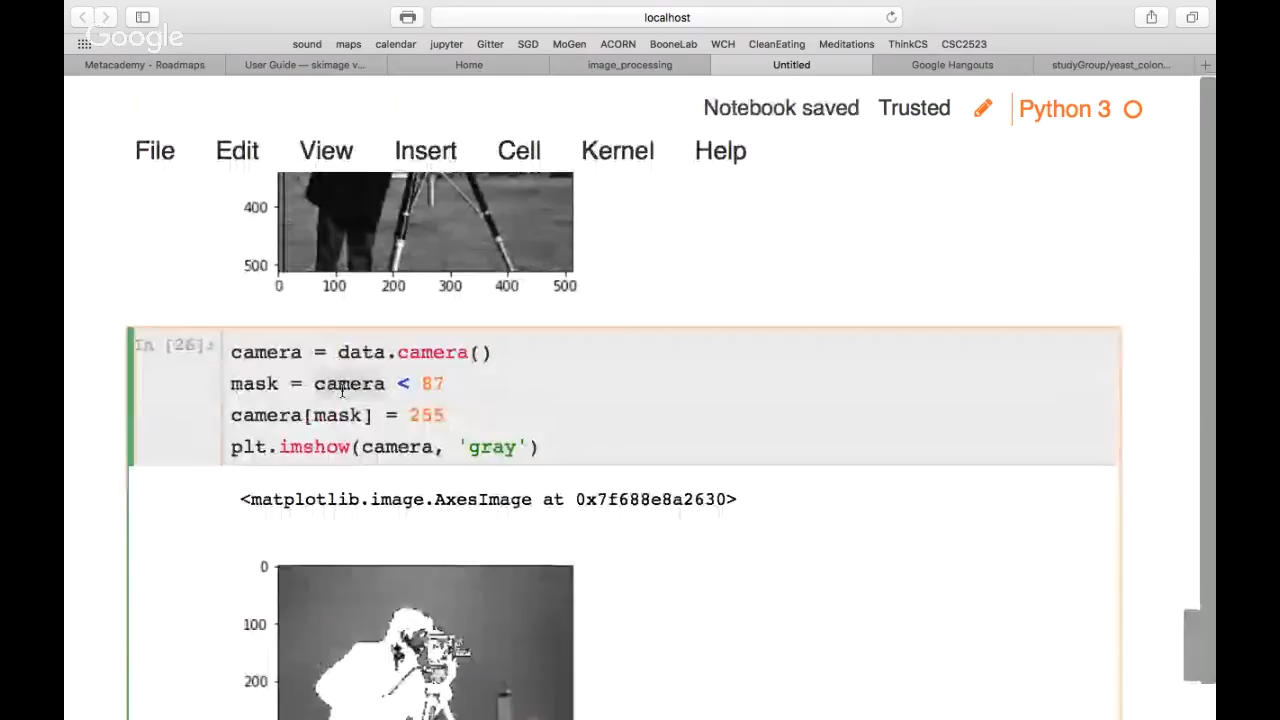 localhost
Google
sound maps calendar jupyter Gitter SGD MoGen ACORN BooneLab WCH CleanEating Meditations ThinkCS CSC2523
Metacademy - Roadmaps User Guide — skimage v... Home image_processing Untitled Google Hangouts studyGroup/yeast_colon...
Notebook saved Trusted Python 3
File Edit View Insert Cell Kernel Help
400
500
0 100 200 300 400 500
In [26]:
camera = data.camera()
mask = camera < 87
camera[mask] = 255
plt.imshow(camera, 'gray')
<matplotlib.image.AxesImage at 0x7f688e8a2630>
0
100
200